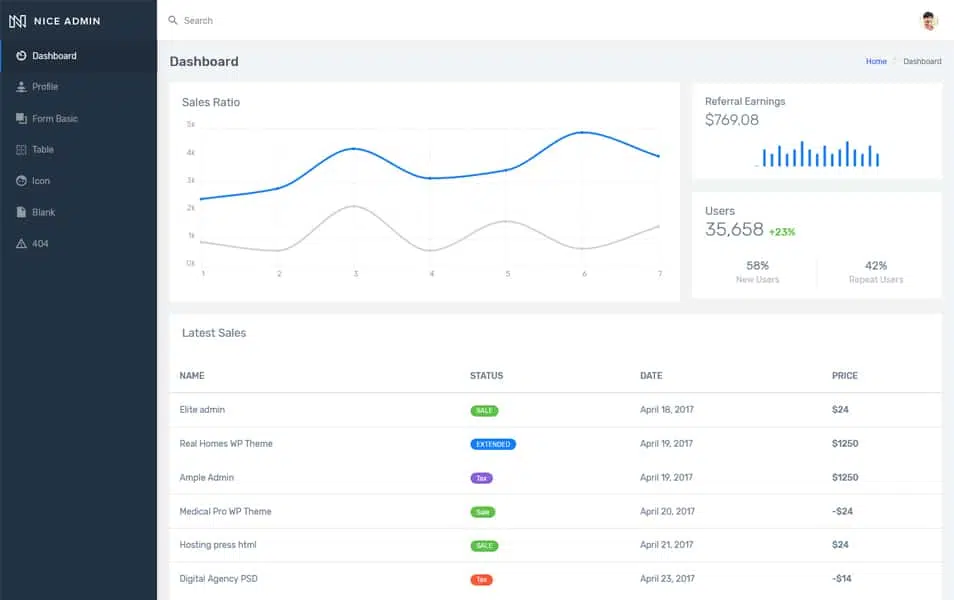 NICE ADMIN
Search
Dashboard
Profile
Form Basic
Table
Icon
Blank
404
Dashboard
Home Dashboard
Sales Ratio
5k
4k
3k
2k
1k
0k
1 2 3 4 5 6 7
Referral Earnings
$769.08
Users
35,658 +23%
58% 42%
New Users Repeat Users
Latest Sales
NAME STATUS DATE PRICE
Elite admin SALE April 18, 2017 $24
Real Homes WP Theme EXTENDED April 19, 2017 $1250
Ample Admin Tax April 19, 2017 $1250
Medical Pro WP Theme Sale April 20, 2017 -$24
Hosting press html SALE April 21, 2017 $24
Digital Agency PSD Tax April 23, 2017 -$14